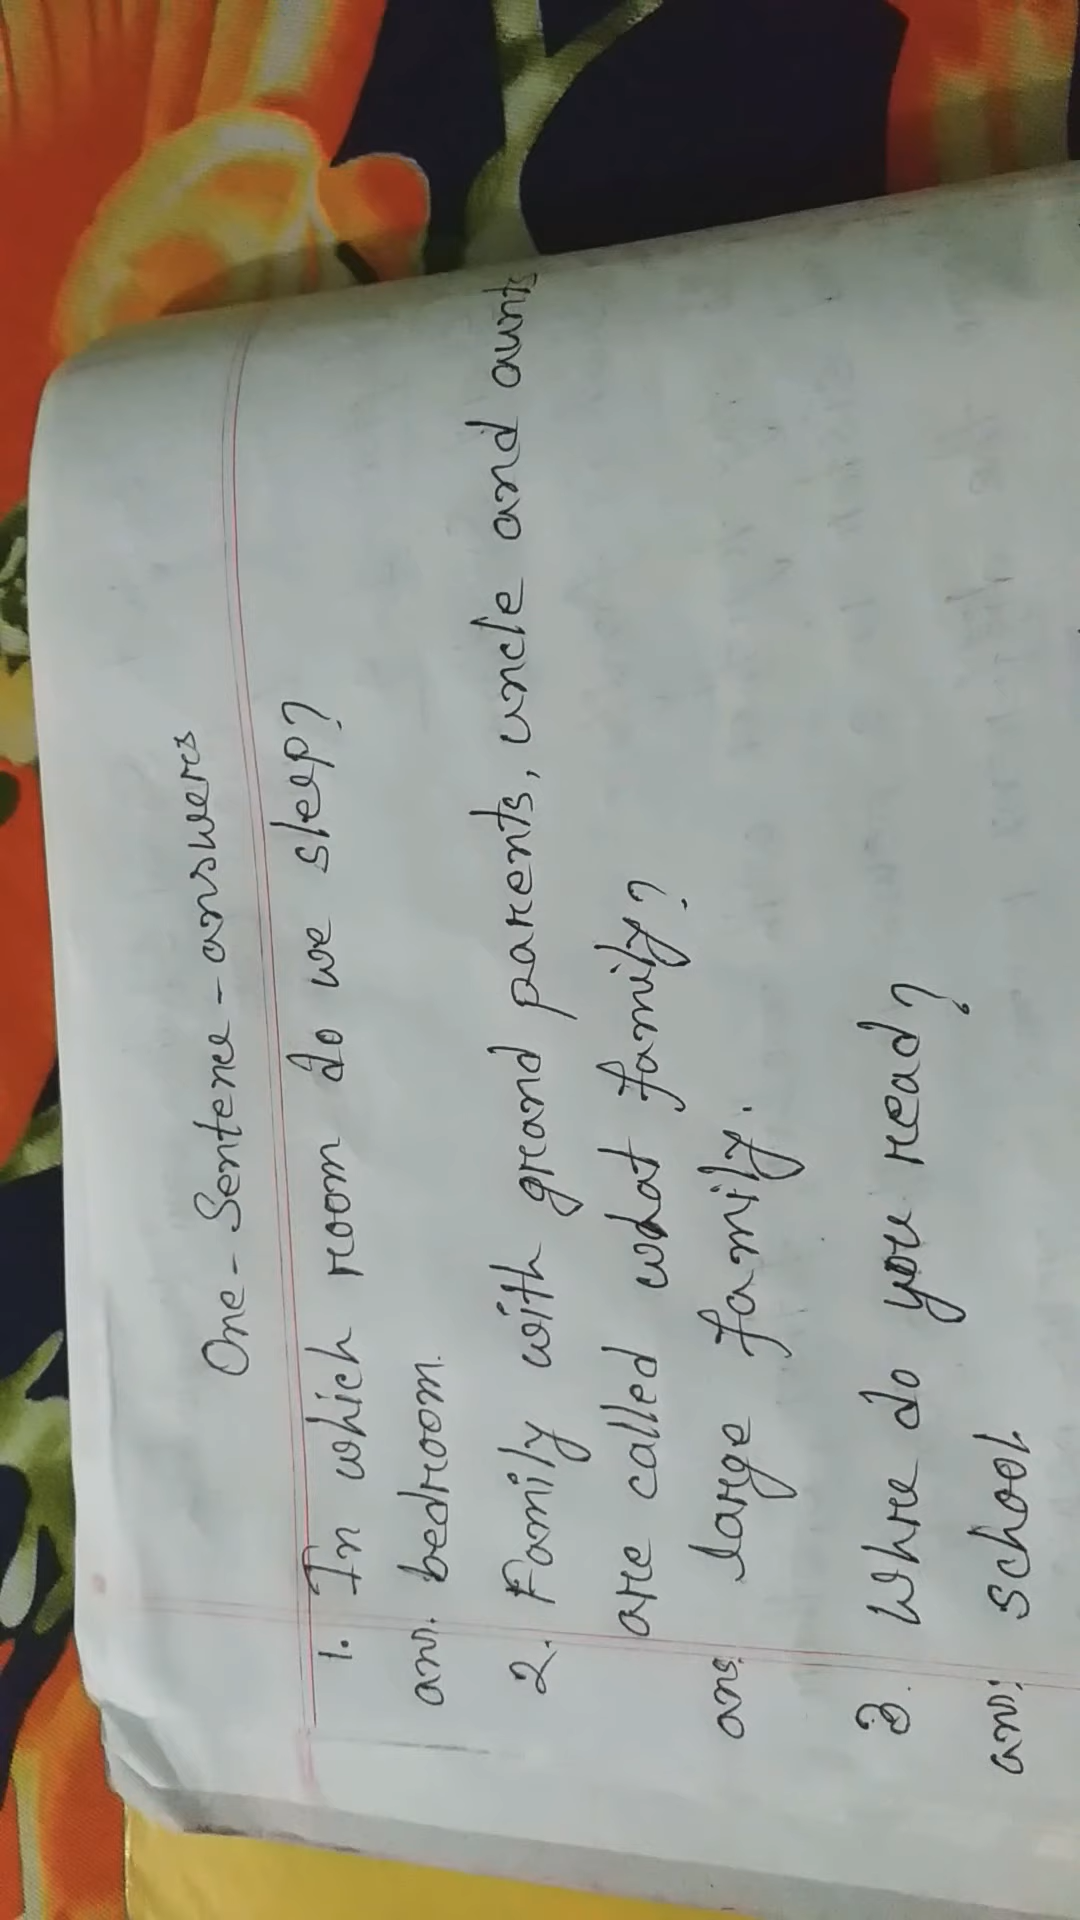 One - Sentence - answers
1. In which room do we sleep?
ans. bedroom.
2. Family with grand parents, uncle and aunts
are called what family?
ans. large family.
3. Whre do you read?
ans: school